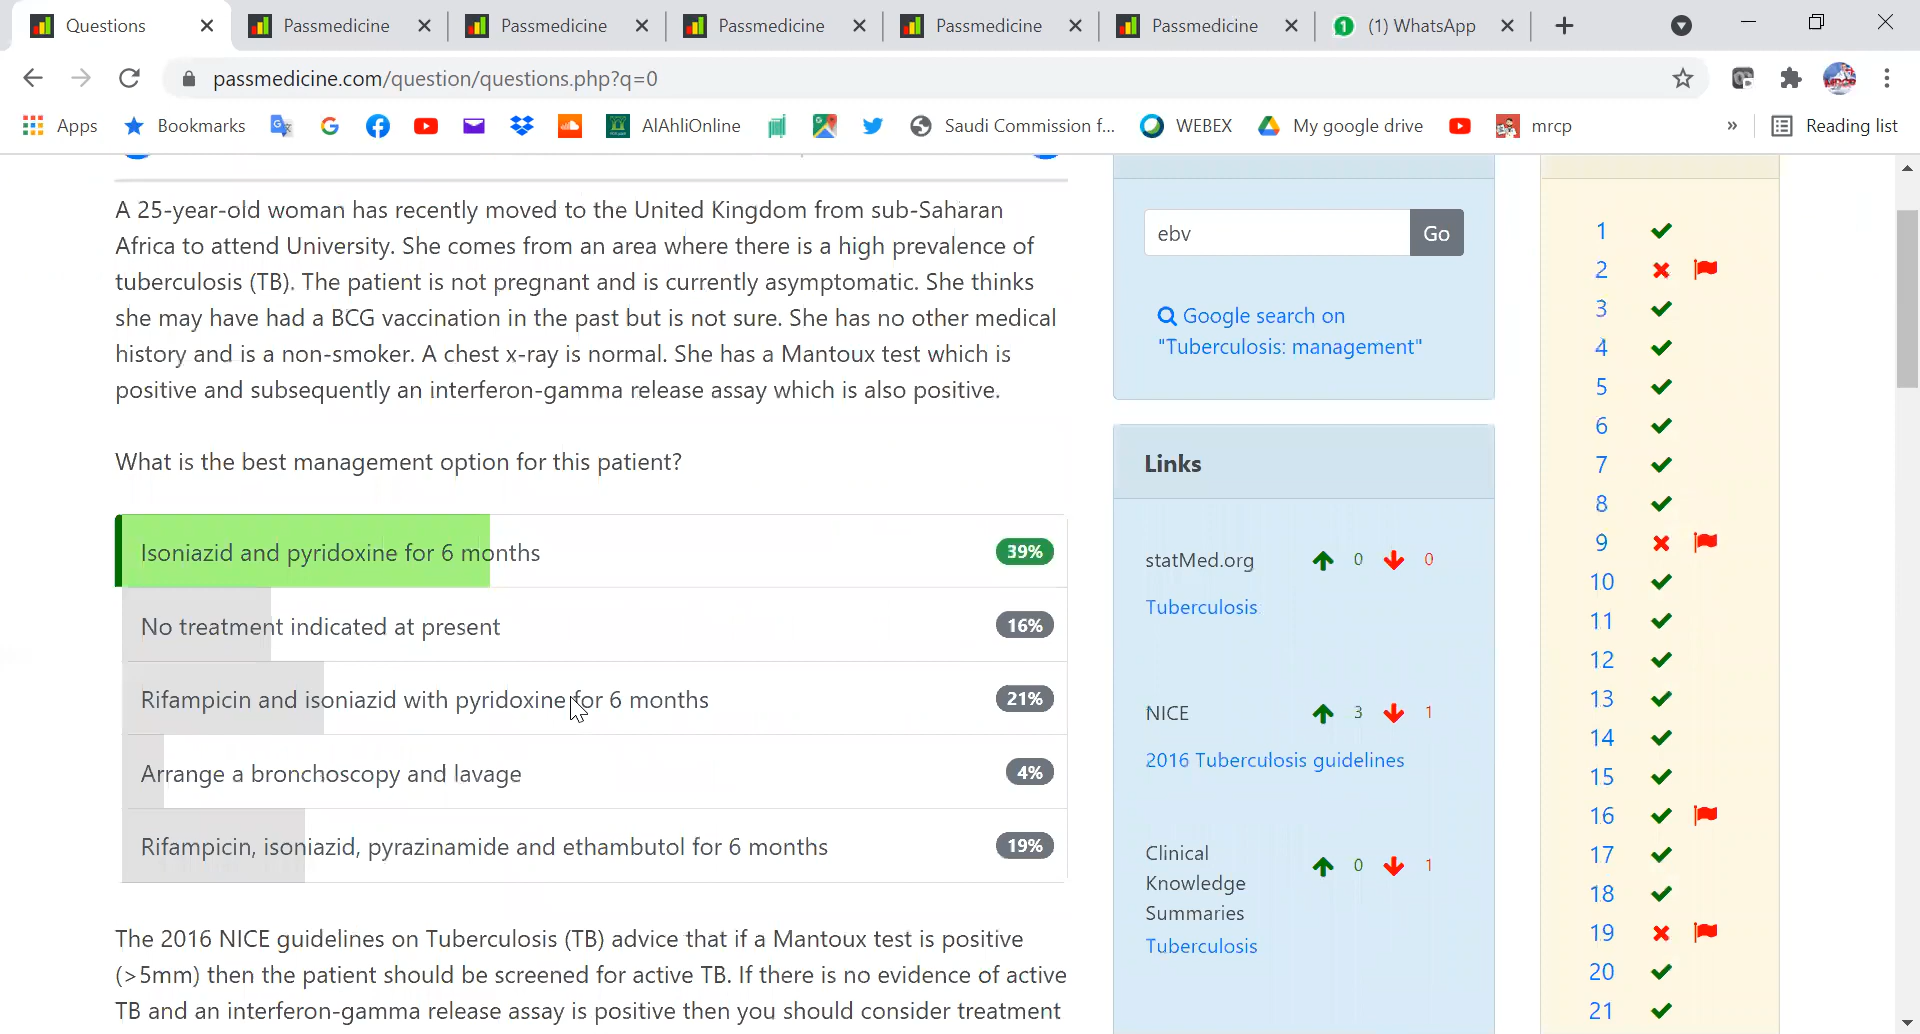 Questions
Passmedicine
Passmedicine
Passmedicine
Passmedicine
Passmedicine
1
(1) WhatsApp
passmedicine.com/question/questions.php?q=0
Apps
Bookmarks
AlAhliOnline
Saudi Commission f...
WEBEX
My google drive
mrcp
»
Reading list
A 25-year-old woman has recently moved to the United Kingdom from sub-Saharan
Africa to attend University. She comes from an area where there is a high prevalence of
tuberculosis (TB). The patient is not pregnant and is currently asymptomatic. She thinks
she may have had a BCG vaccination in the past but is not sure. She has no other medical
history and is a non-smoker. A chest x-ray is normal. She has a Mantoux test which is
positive and subsequently an interferon-gamma release assay which is also positive.
What is the best management option for this patient?
Isoniazid and pyridoxine for 6 months 39%
No treatment indicated at present 16%
Rifampicin and isoniazid with pyridoxine for 6 months 21%
Arrange a bronchoscopy and lavage 4%
Rifampicin, isoniazid, pyrazinamide and ethambutol for 6 months 19%
The 2016 NICE guidelines on Tuberculosis (TB) advice that if a Mantoux test is positive
(>5mm) then the patient should be screened for active TB. If there is no evidence of active
TB and an interferon-gamma release assay is positive then you should consider treatment
ebv
Go
Google search on
"Tuberculosis: management"
Links
statMed.org 0 0
Tuberculosis
NICE 3 1
2016 Tuberculosis guidelines
Clinical
Knowledge
Summaries
0 1
Tuberculosis
1
2
3
4
5
6
7
8
9
10
11
12
13
14
15
16
17
18
19
20
21